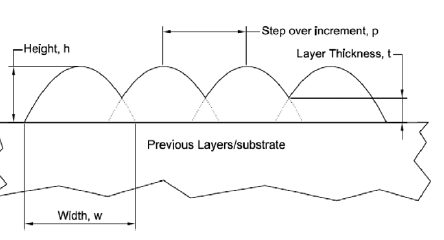 Step over increment, p
Height, h
Layer Thickness, t
Previous Layers/substrate
Width, w